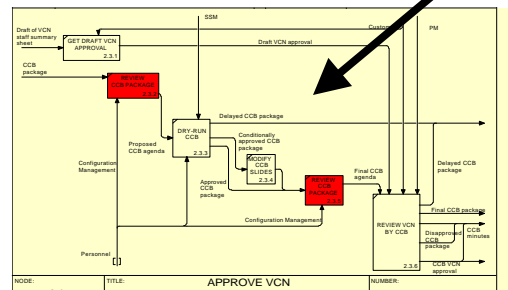 SSM
Custome
PM
Draft of VCN
staff summary
sheet
GET DRAFT VCN
APPROVAL
2.3.1
Draft VCN approval
CCB
package
REVIEW
CCB PACKAGE
2.3.2
Delayed CCB package
DRY-RUN
CCB
2.3.3
Conditionally
approved CCB
package
Proposed
CCB agenda
MODIFY
CCB
SLIDES
2.3.4
Configuration
Management
Approved
CCB
package
REVIEW
CCB
PACKAGE
2.3.5
Final CCB
agenda
Delayed CCB
package
Configuration Management
Final CCB package
REVIEW VCN
BY CCB
2.3.6
Disapproved
CCB
package
CCB
minutes
CCB VCN
approval
Personnel
NODE:
TITLE:
APPROVE VCN
NUMBER: